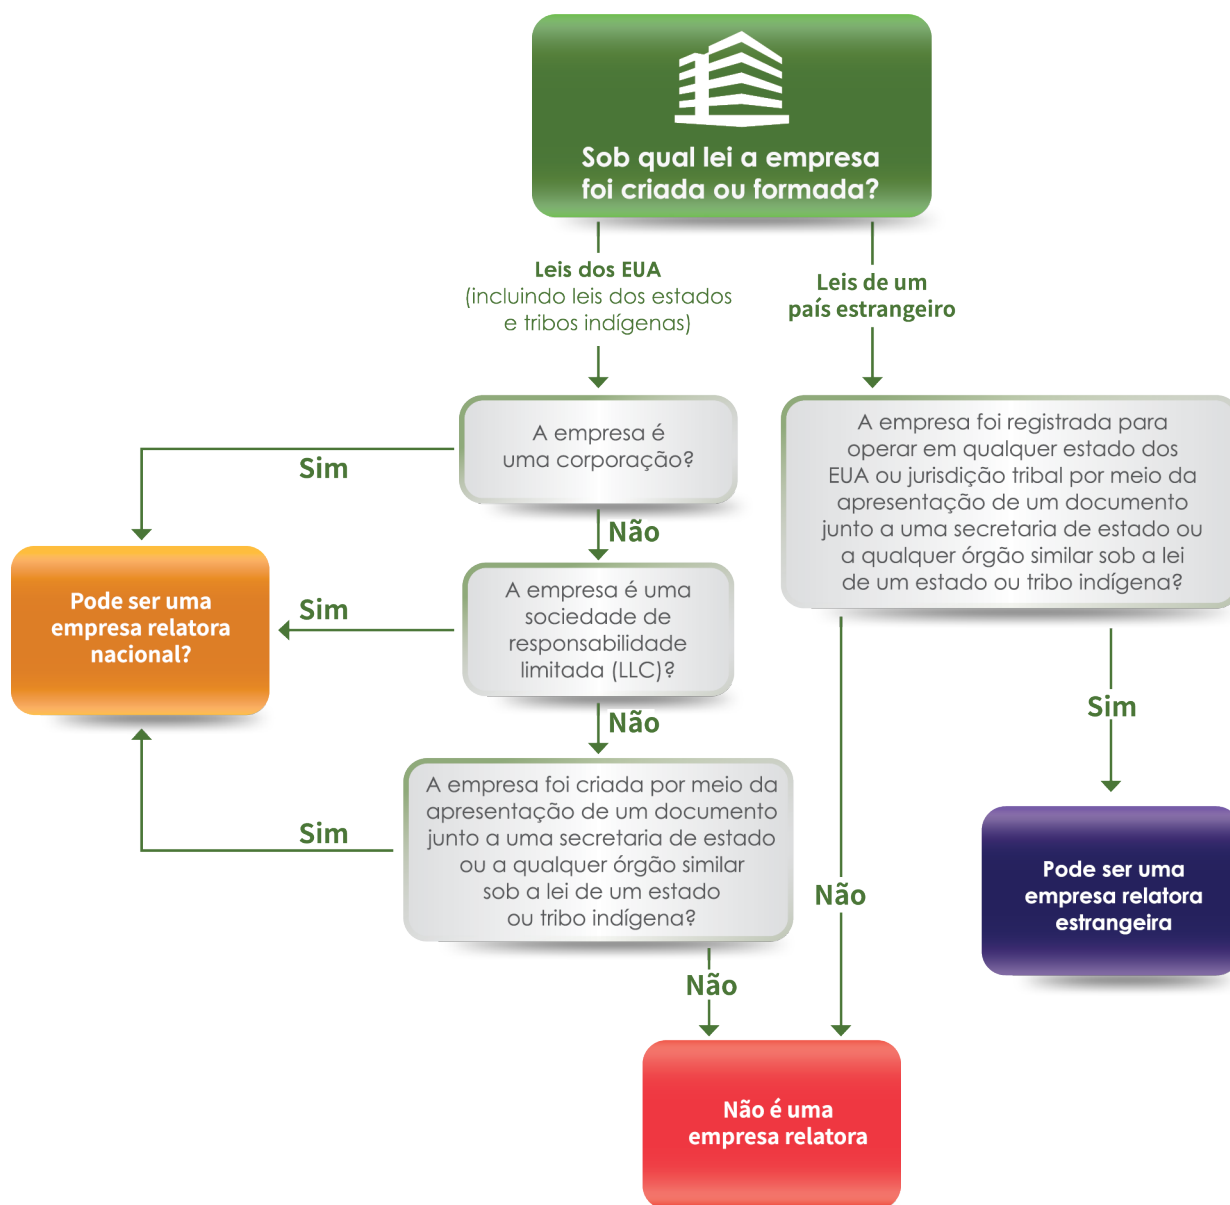 Sob qual lei a empresa
foi criada ou formada?
Leis dos EUA
(incluindo leis dos estados
e tribos indígenas)
Leis de um
país estrangeiro
A empresa é
uma corporação?
Sim
Não
A empresa foi registrada para
operar em qualquer estado dos
EUA ou jurisdição tribal por meio da
apresentação de um documento
junto a uma secretaria de estado ou
a qualquer órgão similar sob a lei
de um estado ou tribo indígena?
Pode ser uma
empresa relatora
nacional?
Sim
A empresa é uma
sociedade de
responsabilidade
limitada (LLC)?
Não
Sim
A empresa foi criada por meio da
apresentação de um documento
junto a uma secretaria de estado
ou a qualquer órgão similar
sob a lei de um estado
ou tribo indígena?
Sim
Não
Pode ser uma
empresa relatora
estrangeira
Não
Não é uma
empresa relatora